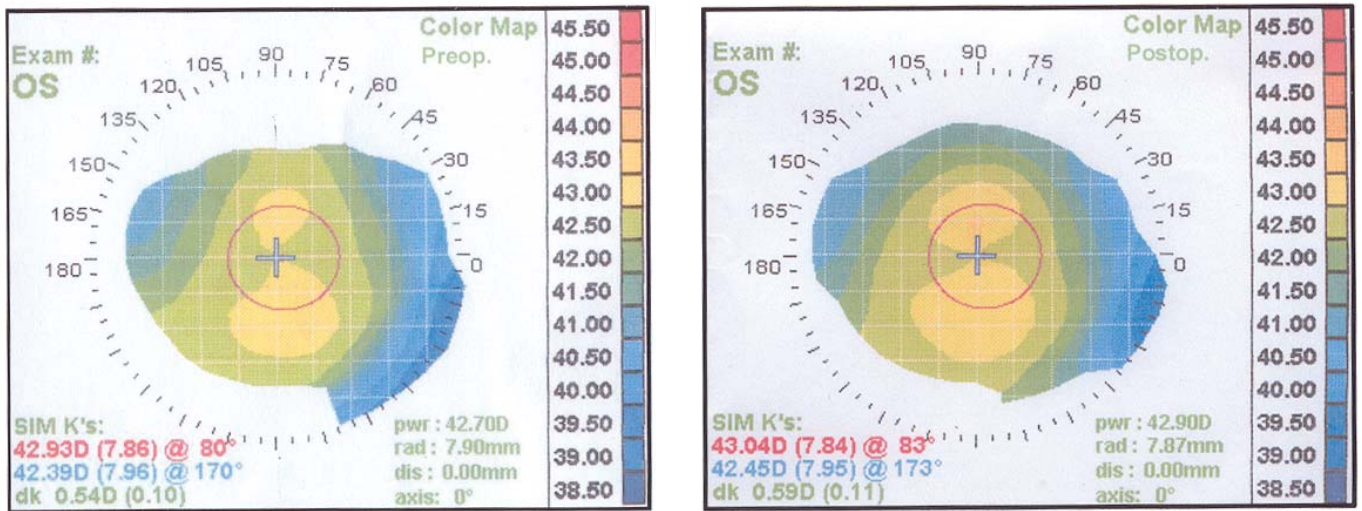 Exam #:
OS
Color Map
Preop.
90
105
75
120
60
135
45
150
30
165
15
180
0
45.50
45.00
44.50
44.00
43.50
43.00
42.50
42.00
41.50
41.00
40.50
40.00
39.50
39.00
38.50
SIM K's:
42.93D (7.86) @ 80°
42.39D (7.96) @ 170°
dk 0.54D (0.10)
pwr : 42.70D
rad : 7.90mm
dis : 0.00mm
axis: 0°
Exam #:
OS
Color Map
Postop.
90
105
75
120
60
135
45
150
30
165
15
180
0
45.50
45.00
44.50
44.00
43.50
43.00
42.50
42.00
41.50
41.00
40.50
40.00
39.50
39.00
38.50
SIM K's:
43.04D (7.84) @ 83°
42.45D (7.95) @ 173°
dk 0.59D (0.11)
pwr : 42.90D
rad : 7.87mm
dis : 0.00mm
axis: 0°